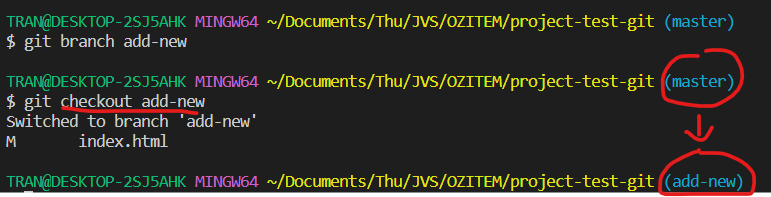 TRAN@DESKTOP-2SJ5AHK MINGW64 ~/Documents/Thu/JVS/OZITEM/project-test-git (master)
$ git branch add-new
TRAN@DESKTOP-2SJ5AHK MINGW64 ~/Documents/Thu/JVS/OZITEM/project-test-git (master)
$ git checkout add-new
Switched to branch 'add-new'
M       index.html
TRAN@DESKTOP-2SJ5AHK MINGW64 ~/Documents/Thu/JVS/OZITEM/project-test-git (add-new)